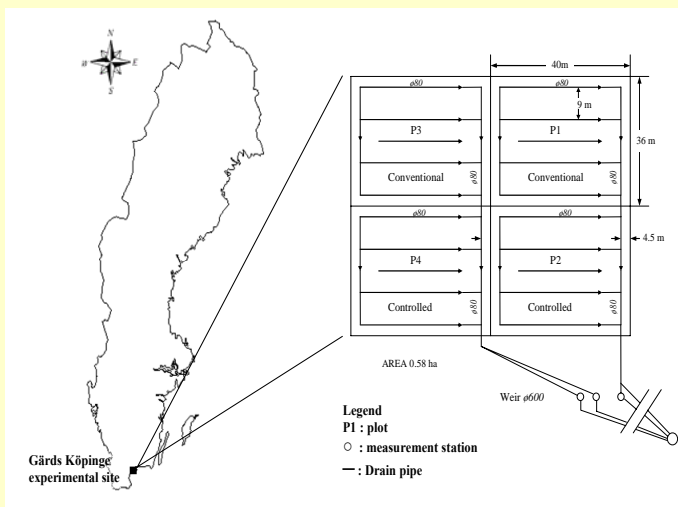 N
B E
S
40m
ø80 ø80
9 m
P3 P1
36 m
Conventional ø80 Conventional ø80
ø80 ø80
4.5 m
P4 P2
Controlled ø80 Controlled ø80
AREA 0.58 ha
Weir ø600
Legend
P1 : plot
: measurement station
: Drain pipe
Gärds Köpinge
experimental site